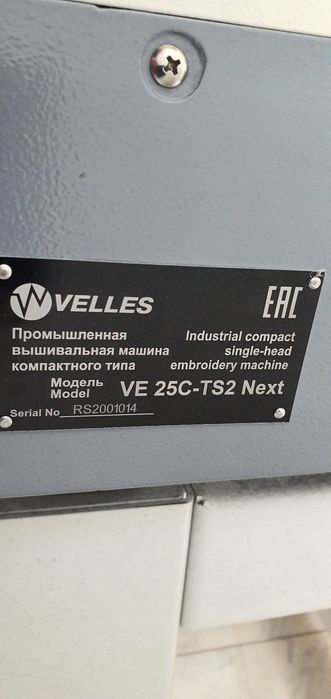 VELLES
EAC
Промышленная
вышивальная машина
компактного типа
Industrial compact
single-head
embroidery machine
Модель
Model
VE 25C-TS2 Next
Serial No RS2001014